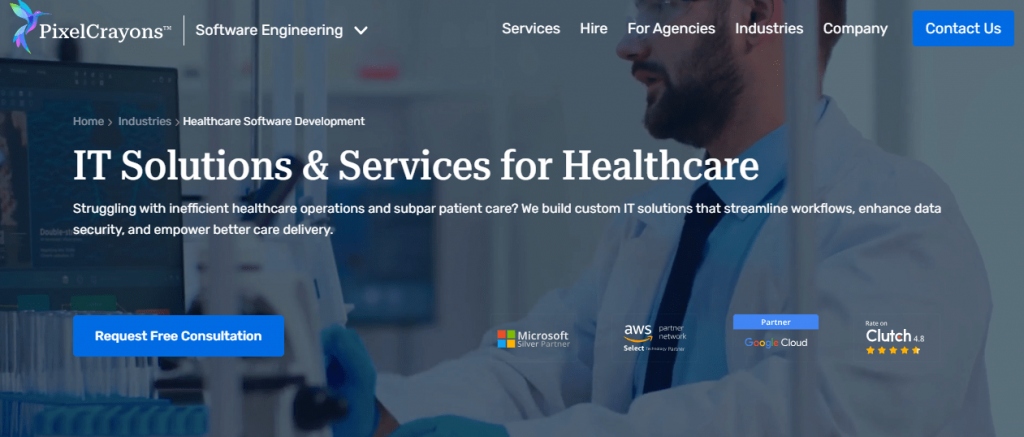 PixelCrayons™
Software Engineering
Services
Hire
For Agencies
Industries
Company
Contact Us
Home > Industries > Healthcare Software Development
IT Solutions & Services for Healthcare
Struggling with inefficient healthcare operations and subpar patient care? We build custom IT solutions that streamline workflows, enhance data
security, and empower better care delivery.
Request Free Consultation
Microsoft
Silver Partner
aws partner
network
Select Technology Partner
Partner
Google Cloud
Rate on
Clutch 4.8